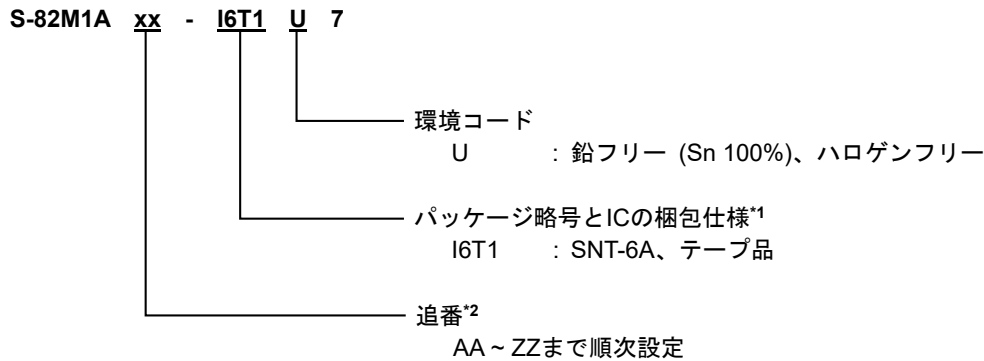 S-82M1A xx - I6T1 U 7
環境コード
U : 鉛フリー (Sn 100%)、ハロゲンフリー
パッケージ略号とICの梱包仕様*1
I6T1 : SNT-6A、テープ品
追番*2
AA ~ ZZまで順次設定